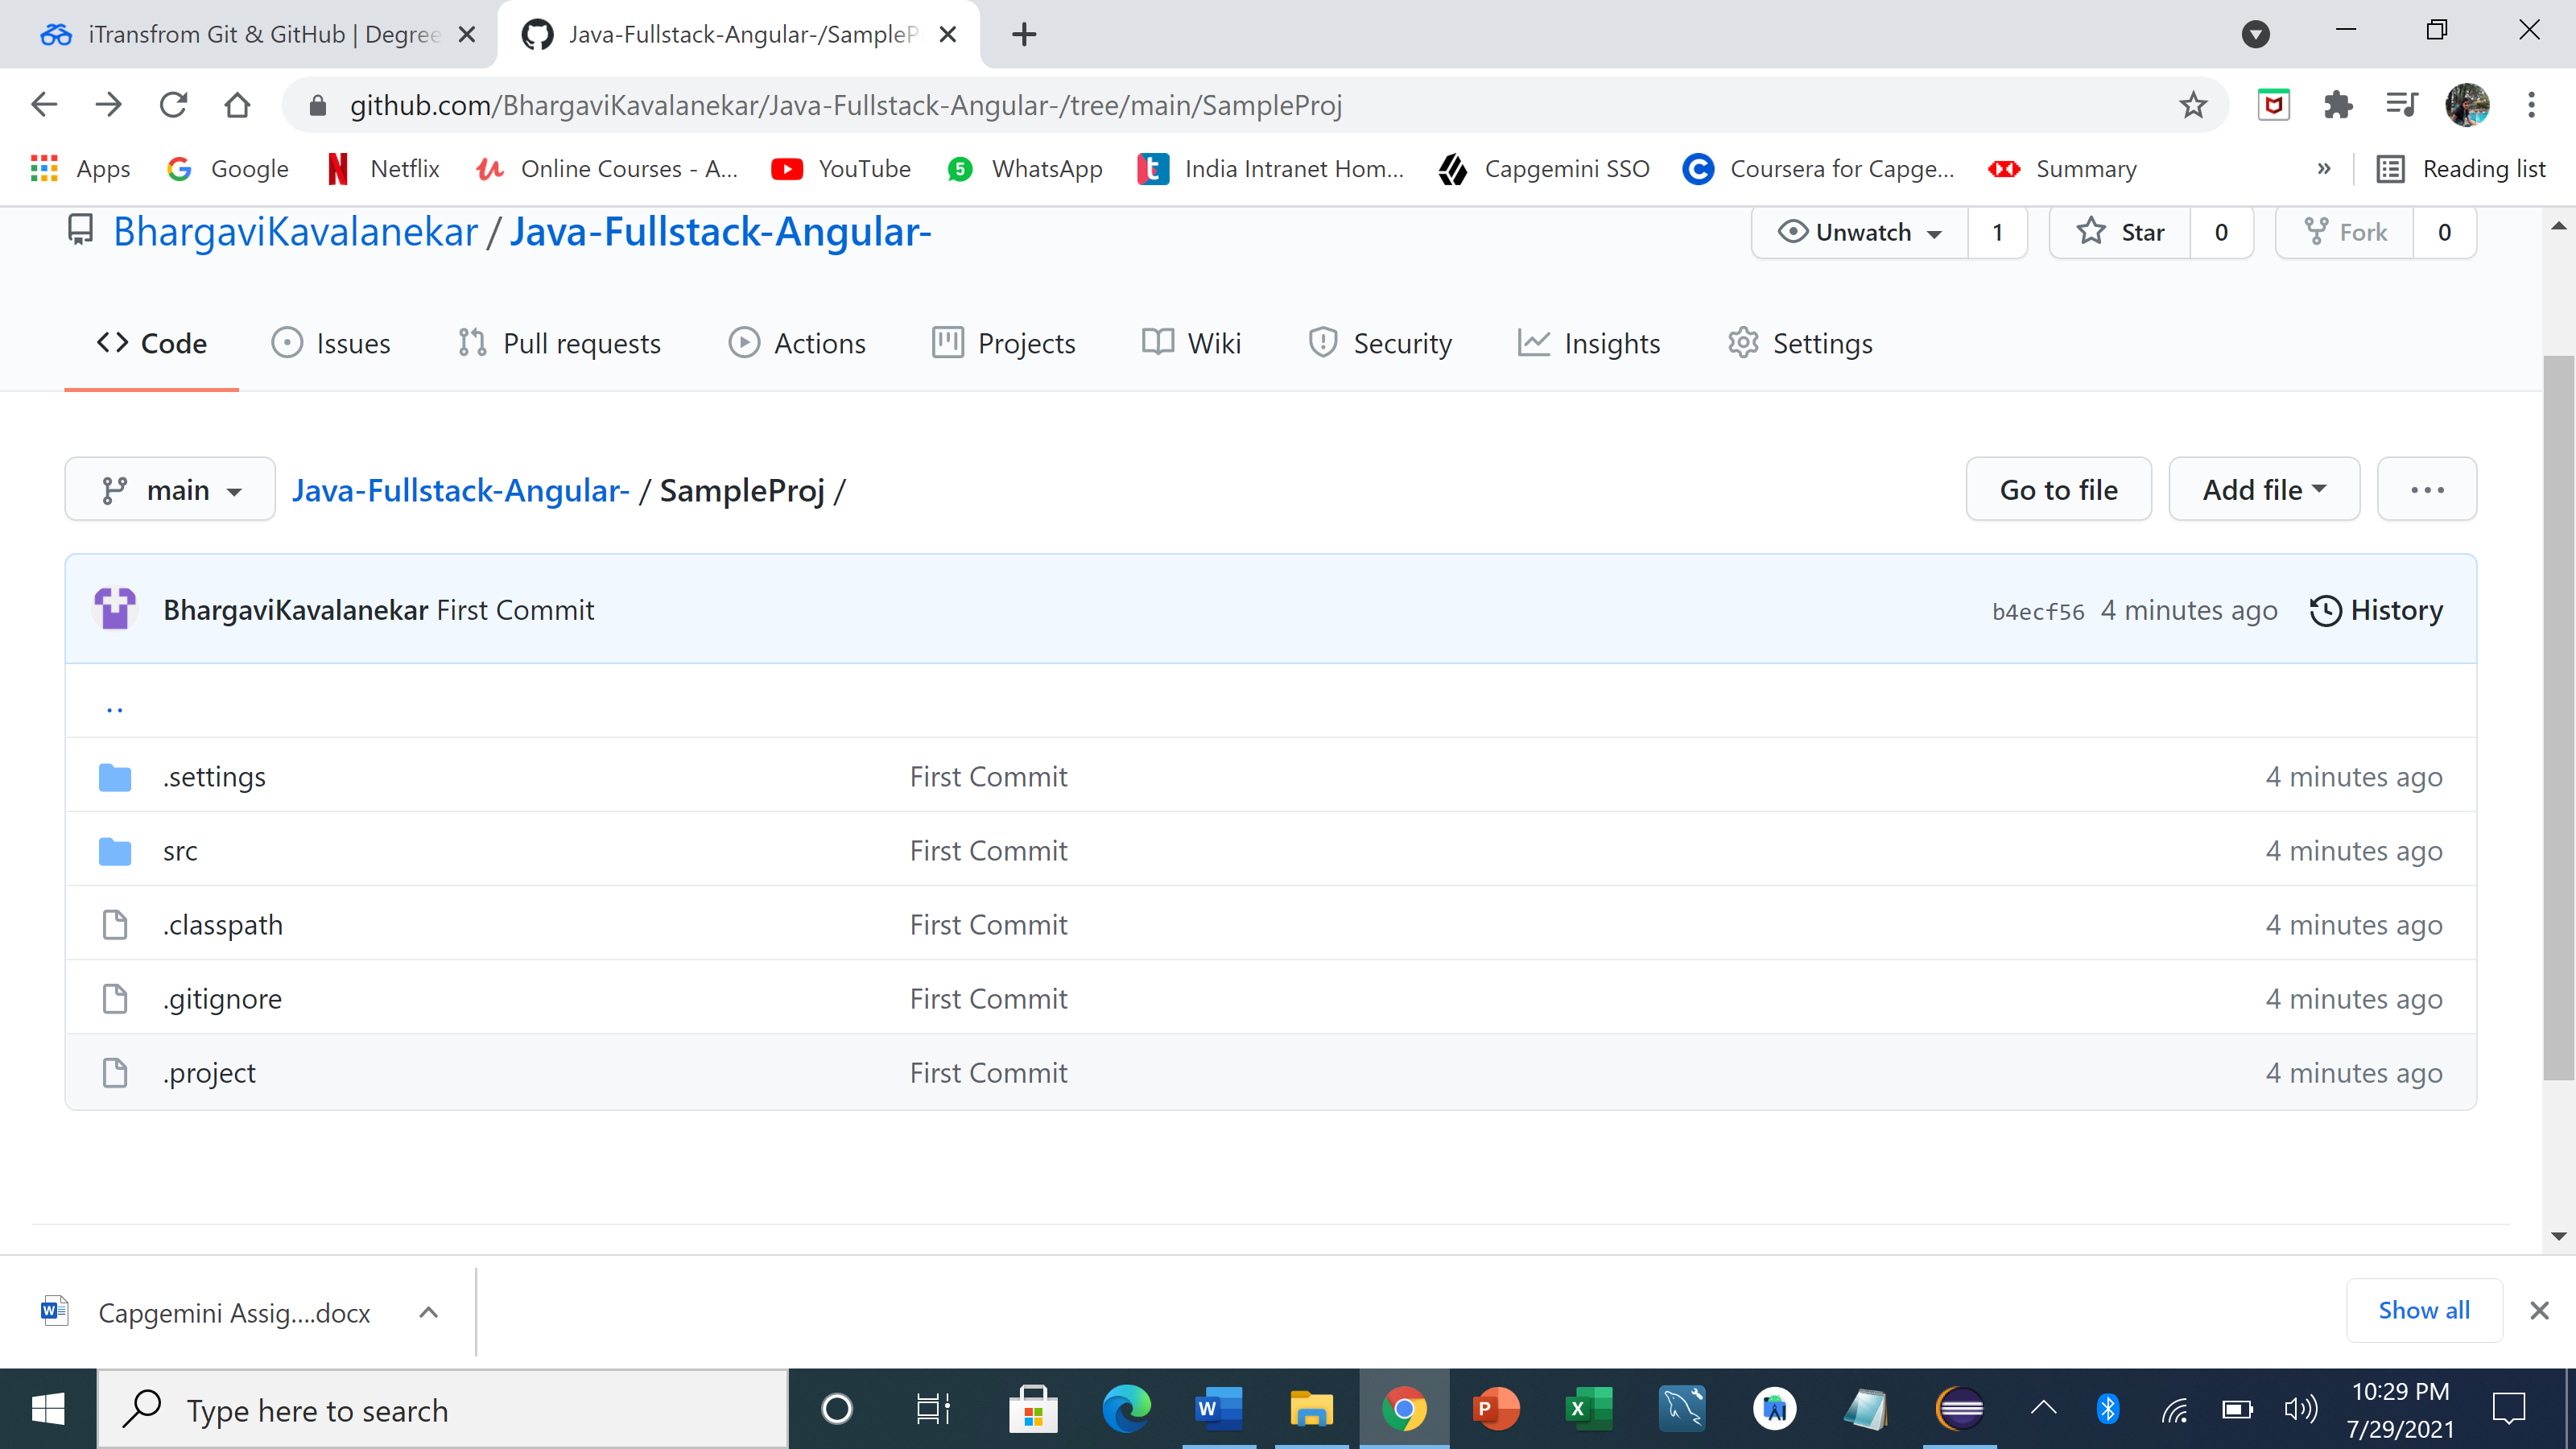 iTransfrom Git & GitHub | Degree
Java-Fullstack-Angular-/SampleP
github.com/BhargaviKavalanekar/Java-Fullstack-Angular-/tree/main/SampleProj
Apps Google Netflix Online Courses - A... YouTube 5 WhatsApp India Intranet Hom... Capgemini SSO Coursera for Capge... Summary » Reading list
BhargaviKavalanekar / Java-Fullstack-Angular-
Unwatch 1 Star 0 Fork 0
Code Issues Pull requests Actions Projects Wiki Security Insights Settings
main Java-Fullstack-Angular- / SampleProj / Go to file Add file ...
BhargaviKavalanekar First Commit b4ecf56 4 minutes ago History
..
.settings First Commit 4 minutes ago
src First Commit 4 minutes ago
.classpath First Commit 4 minutes ago
.gitignore First Commit 4 minutes ago
.project First Commit 4 minutes ago
Capgemini Assig....docx Show all
Type here to search
10:29 PM
7/29/2021